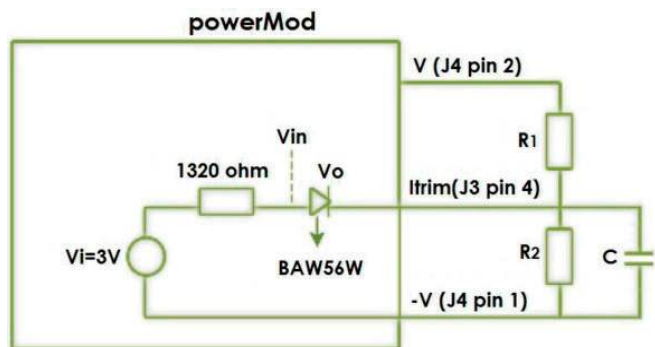 powerMod
V (J4 pin 2)
R1
Vin
1320 ohm
Vo
Itrim(J3 pin 4)
Vi=3V
BAW56W
R2
C
-V (J4 pin 1)